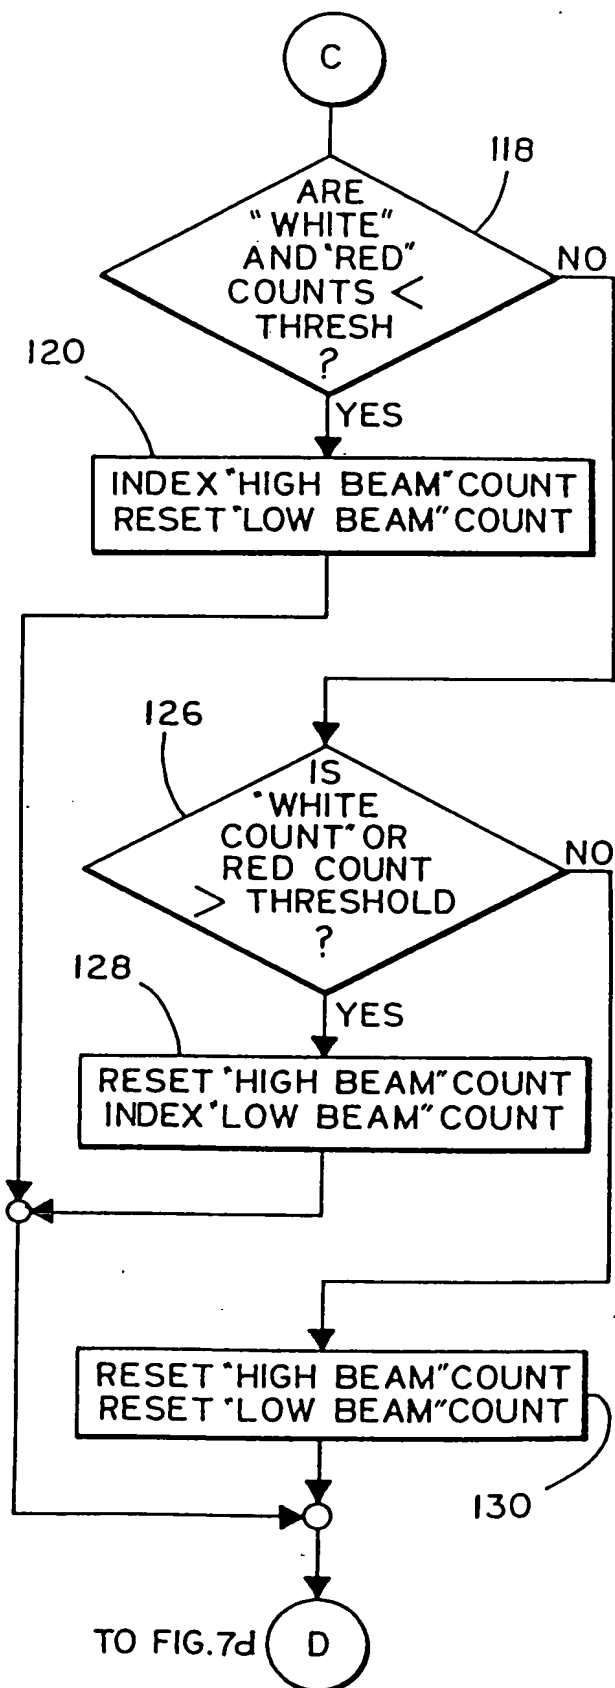 C
118
ARE
"WHITE"
AND "RED"
COUNTS <
THRESH
?
NO
120
YES
INDEX "HIGH BEAM" COUNT
RESET "LOW BEAM" COUNT
126
IS
"WHITE
COUNT" OR
RED COUNT
> THRESHOLD
?
NO
128
YES
RESET "HIGH BEAM" COUNT
INDEX "LOW BEAM" COUNT
RESET "HIGH BEAM" COUNT
RESET "LOW BEAM" COUNT
130
TO FIG.7d
D